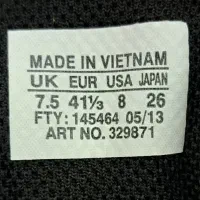 MADE IN VIETNAM
UK EUR USA JAPAN
7.5 41⅓ 8 26
FTY: 145464 05/13
ART NO. 329871